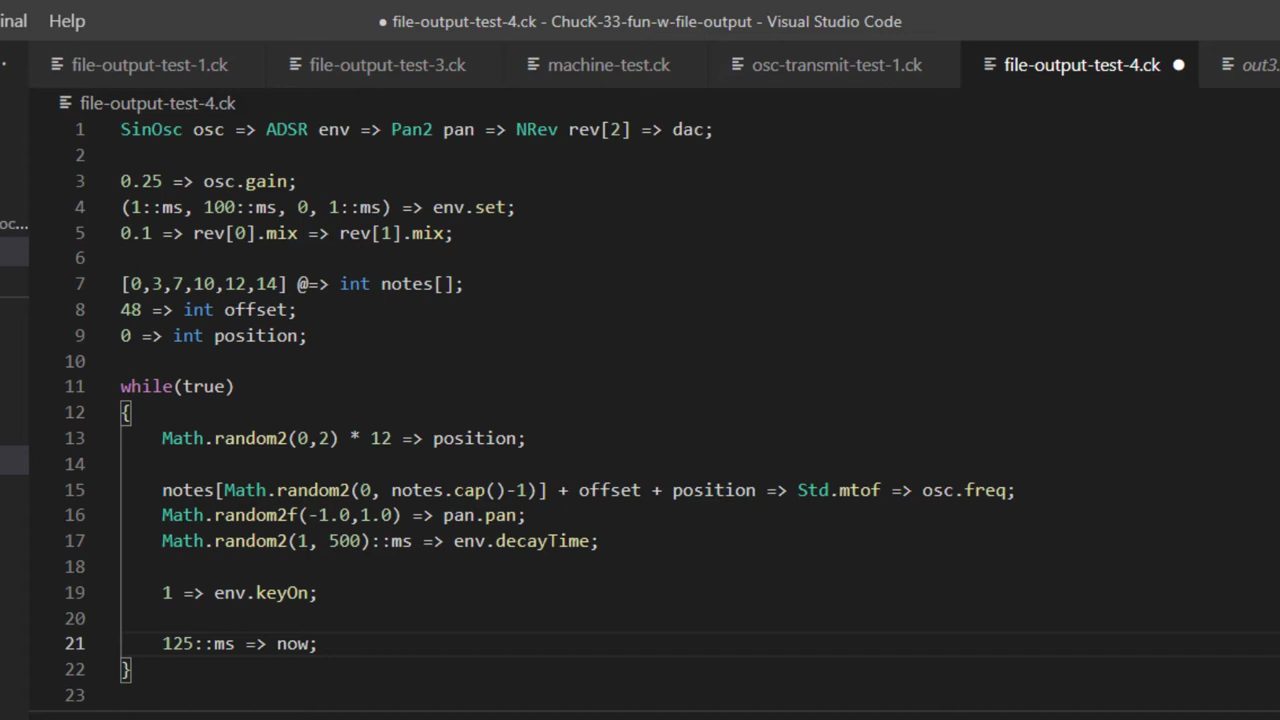 inal Help ● file-output-test-4.ck - ChucK-33-fun-w-file-output - Visual Studio Code
file-output-test-1.ck file-output-test-3.ck machine-test.ck osc-transmit-test-1.ck file-output-test-4.ck ● out3.
file-output-test-4.ck
oc...
1 SinOsc osc => ADSR env => Pan2 pan => NRev rev[2] => dac;
2
3 0.25 => osc.gain;
4 (1::ms, 100::ms, 0, 1::ms) => env.set;
5 0.1 => rev[0].mix => rev[1].mix;
6
7 [0,3,7,10,12,14] @=> int notes[];
8 48 => int offset;
9 0 => int position;
10
11 while(true)
12 {
13     Math.random2(0,2) * 12 => position;
14
15     notes[Math.random2(0, notes.cap()-1)] + offset + position => Std.mtof => osc.freq;
16     Math.random2f(-1.0,1.0) => pan.pan;
17     Math.random2(1, 500)::ms => env.decayTime;
18
19     1 => env.keyOn;
20
21     125::ms => now;
22 }
23